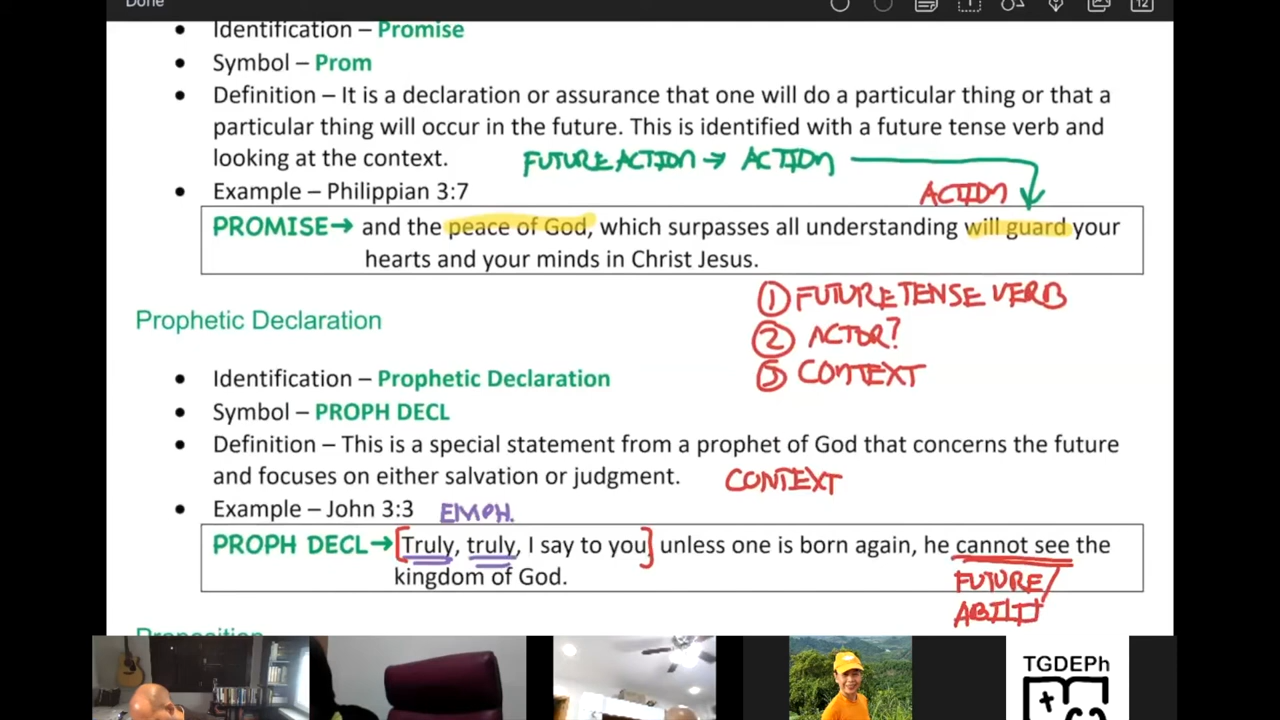 Done
• Identification – Promise
• Symbol – Prom
• Definition – It is a declaration or assurance that one will do a particular thing or that a
particular thing will occur in the future. This is identified with a future tense verb and
looking at the context.
FUTURE ACTION → ACTION
• Example – Philippian 3:7
ACTION
PROMISE→ and the peace of God, which surpasses all understanding will guard your
hearts and your minds in Christ Jesus.
① FUTURE TENSE VERB
② ACTOR?
③ CONTEXT
Prophetic Declaration
• Identification – Prophetic Declaration
• Symbol – PROPH DECL
• Definition – This is a special statement from a prophet of God that concerns the future
and focuses on either salvation or judgment.
CONTEXT
• Example – John 3:3
EMPH.
PROPH DECL→ [Truly, truly, I say to you] unless one is born again, he cannot see the
kingdom of God.
FUTURE/
ABILIT
Proposition
12
TGDEPh